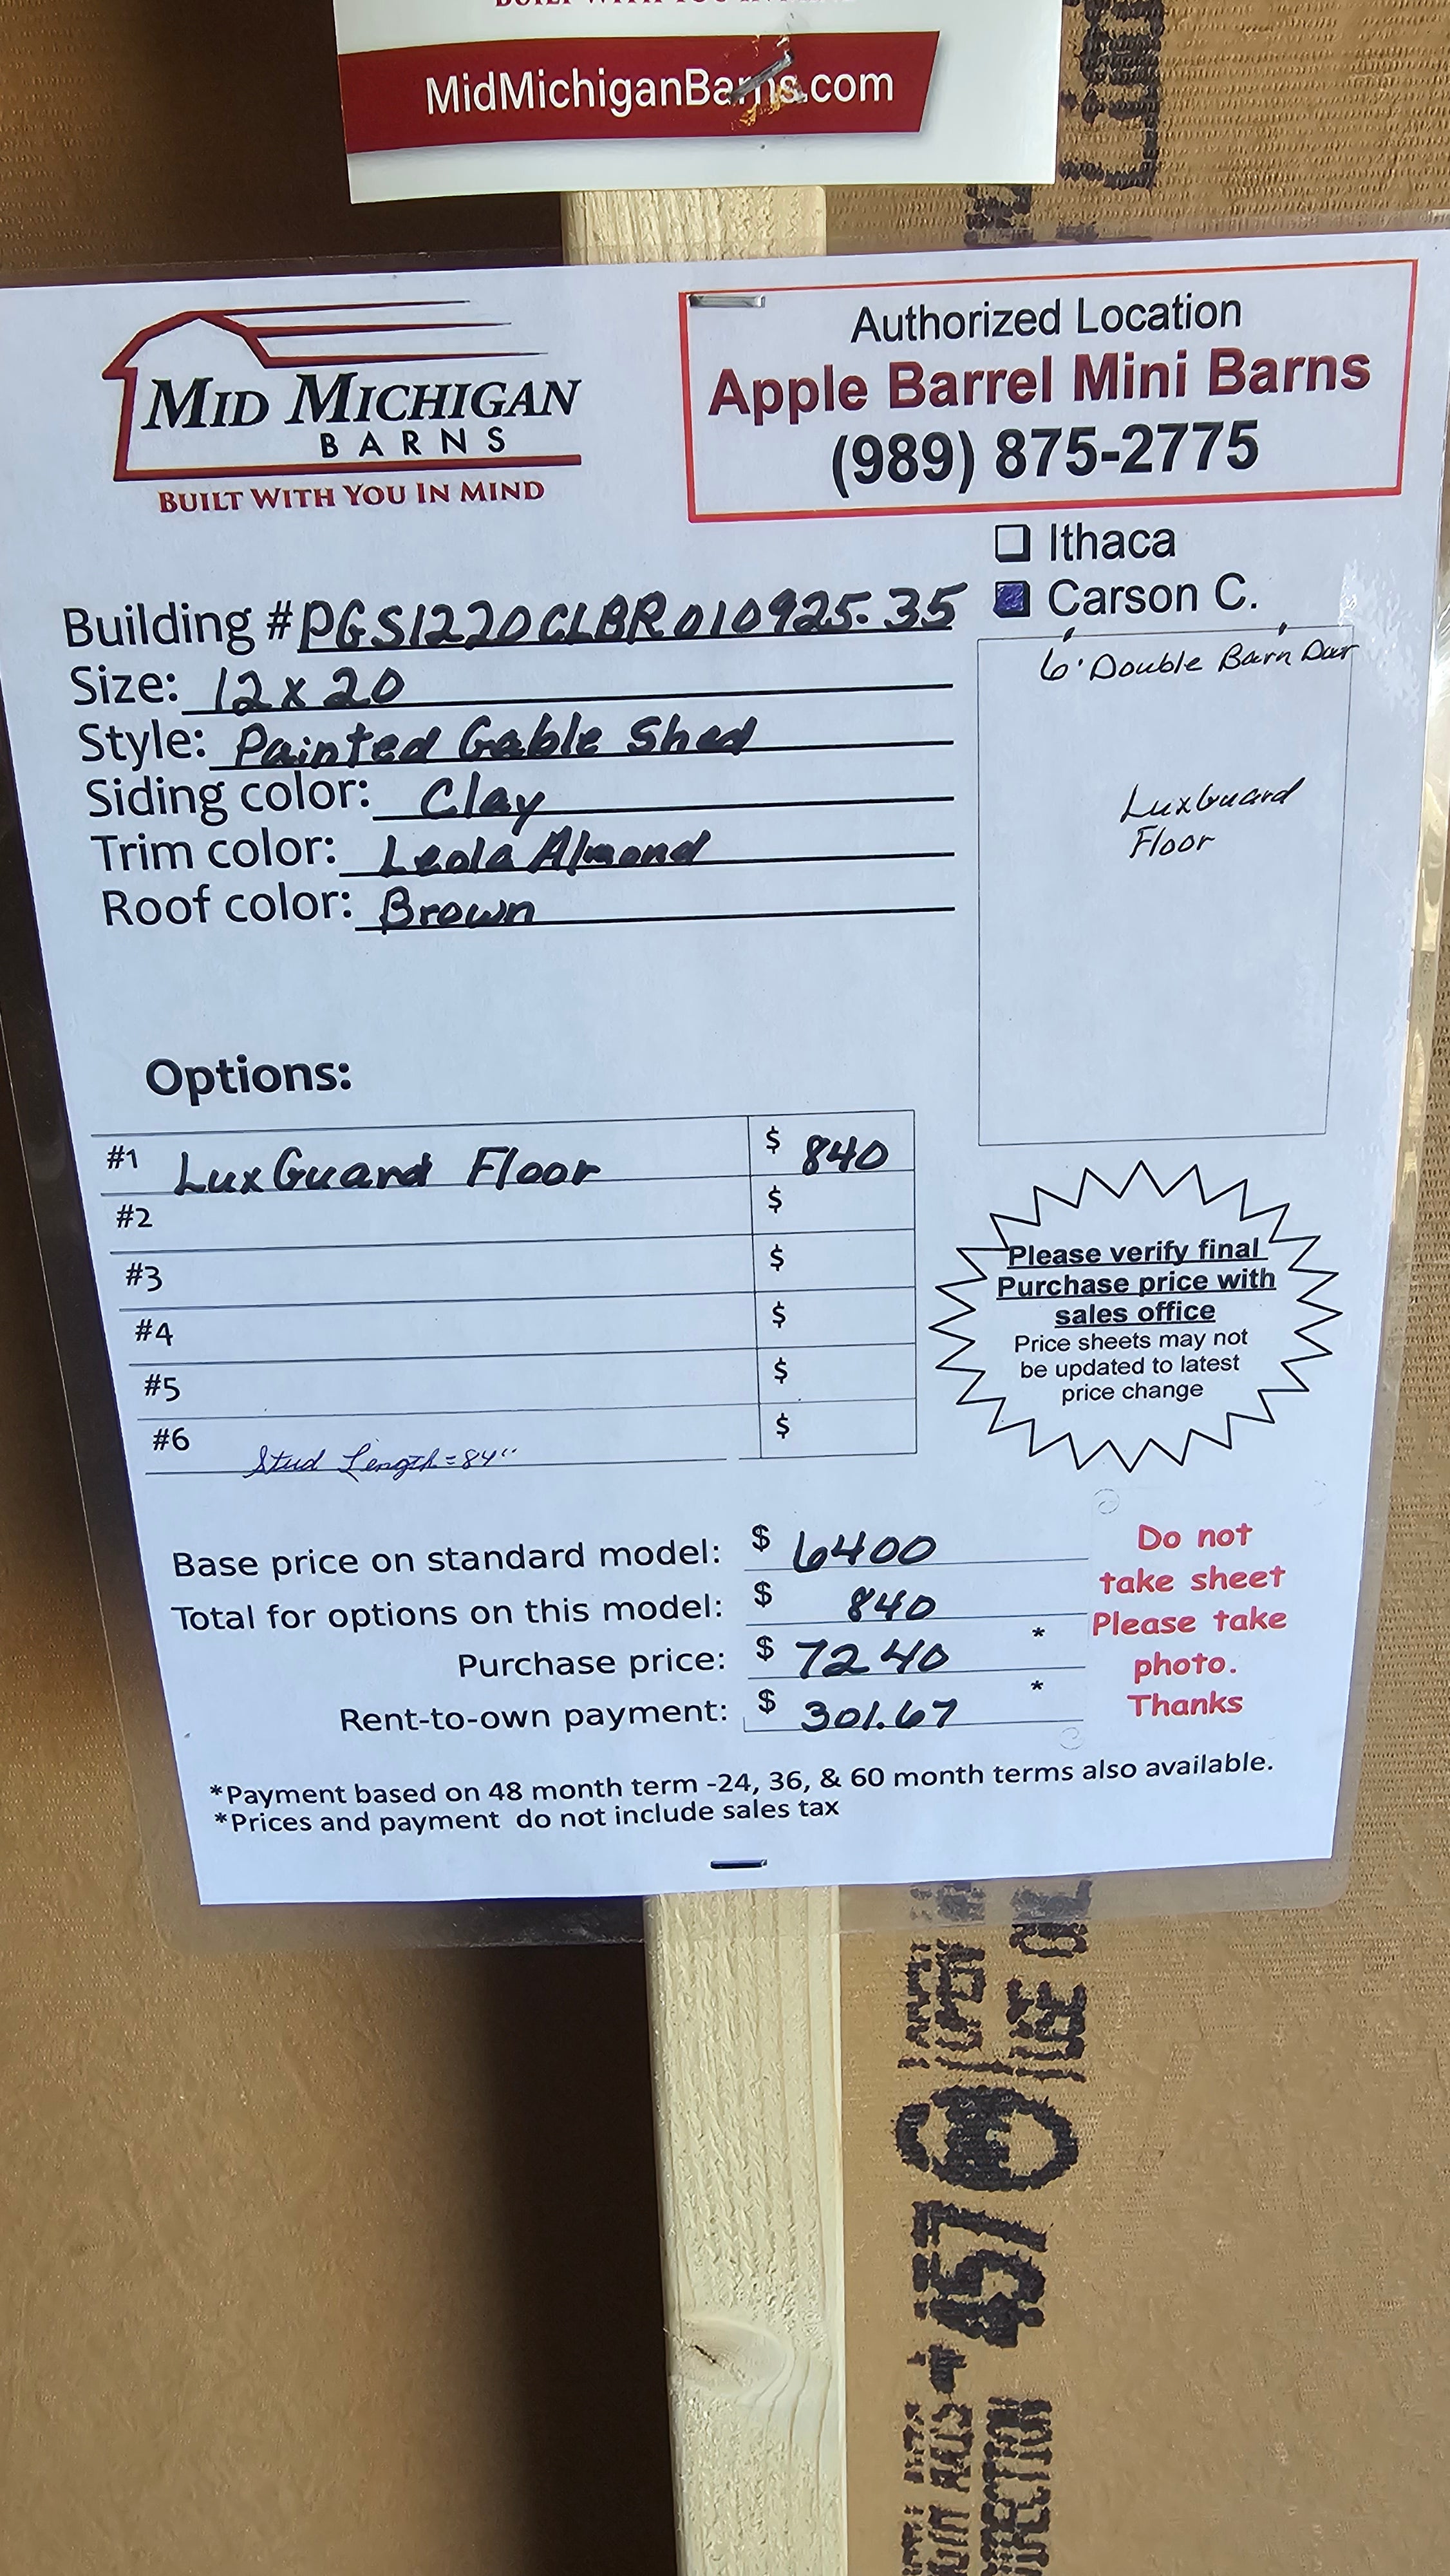 MidMichiganBarns.com
MID MICHIGAN
BARNS
BUILT WITH YOU IN MIND
Authorized Location
Apple Barrel Mini Barns
(989) 875-2775
Ithaca
Carson C.
Building # PGS1220CLBR010925.35
Size: 12x20
Style: Painted Gable Shed
Siding color: Clay
Trim color: Leola Almond
Roof color: Brown
6' Double Barn Door
LuxGuard
Floor
Options:
#1 LuxGuard Floor $ 840
#2 $
#3 $
#4 $
#5 $
#6 Stud Length = 84" $
Please verify final
Purchase price with
sales office
Price sheets may not
be updated to latest
price change
Base price on standard model: $ 6400
Total for options on this model: $ 840
Purchase price: $ 7240 *
Rent-to-own payment: $ 301.67 *
Do not
take sheet
Please take
photo.
Thanks
*Payment based on 48 month term -24, 36, & 60 month terms also available.
*Prices and payment do not include sales tax
457